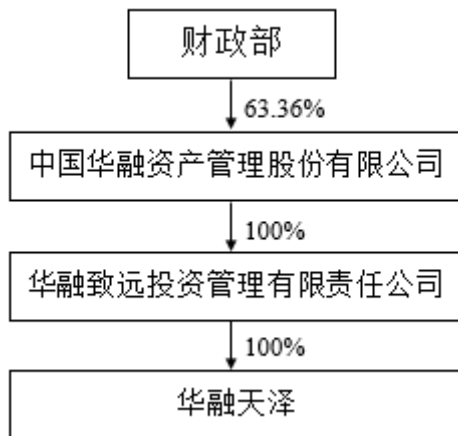 财政部
63.36%
中国华融资产管理股份有限公司
100%
华融致远投资管理有限责任公司
100%
华融天泽